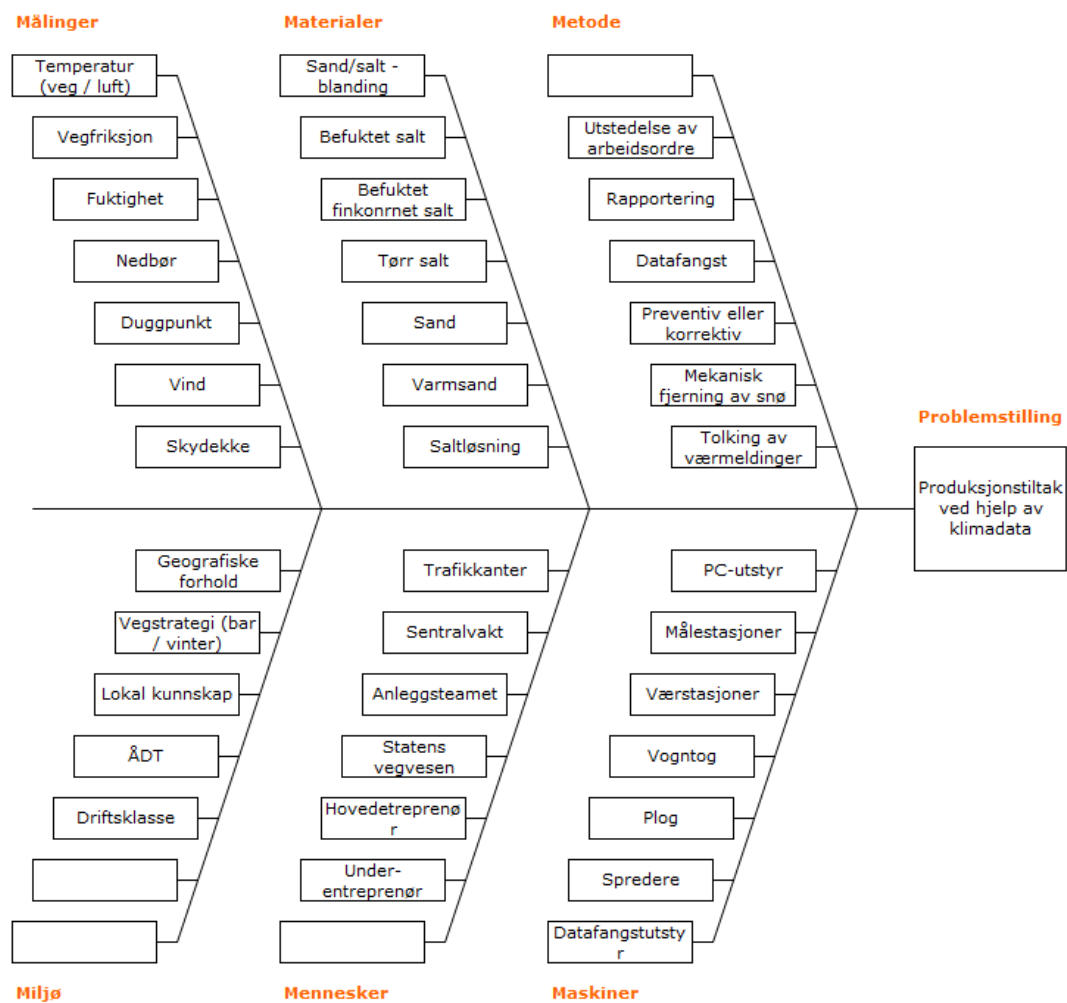 Målinger
Materialer
Metode
Temperatur
(veg / luft)
Vegfriksjon
Fuktighet
Nedbør
Duggpunkt
Vind
Skydekke
Sand/salt -
blanding
Befuktet salt
Befuktet
finkonrnet salt
Tørr salt
Sand
Varmsand
Saltløsning
Utstedelse av
arbeidsordre
Rapportering
Datafangst
Preventiv eller
korrektiv
Mekanisk
fjerning av snø
Tolking av
værmeldinger
Problemstilling
Produksjonstiltak
ved hjelp av
klimadata
Geografiske
forhold
Vegstrategi (bar
/ vinter)
Lokal kunnskap
ÅDT
Driftsklasse
Trafikkanter
Sentralvakt
Anleggsteamet
Statens
vegvesen
Hovedetreprenø
r
Under-
entreprenør
PC-utstyr
Målestasjoner
Værstasjoner
Vogntog
Plog
Spredere
Datafangstutsty
r
Miljø
Mennesker
Maskiner